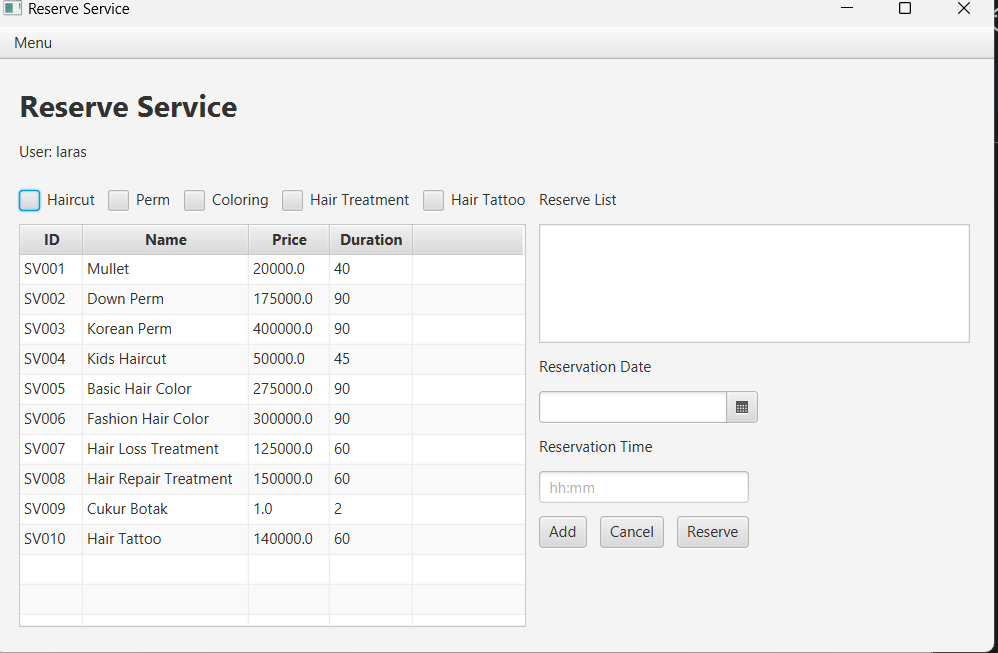 Reserve Service
Menu
Reserve Service
User: laras
Haircut Perm Coloring Hair Treatment Hair Tattoo Reserve List
ID Name Price Duration
SV001 Mullet 20000.0 40
SV002 Down Perm 175000.0 90
SV003 Korean Perm 400000.0 90
SV004 Kids Haircut 50000.0 45
SV005 Basic Hair Color 275000.0 90
SV006 Fashion Hair Color 300000.0 90
SV007 Hair Loss Treatment 125000.0 60
SV008 Hair Repair Treatment 150000.0 60
SV009 Cukur Botak 1.0 2
SV010 Hair Tattoo 140000.0 60
Reservation Date
Reservation Time
hh:mm
Add Cancel Reserve